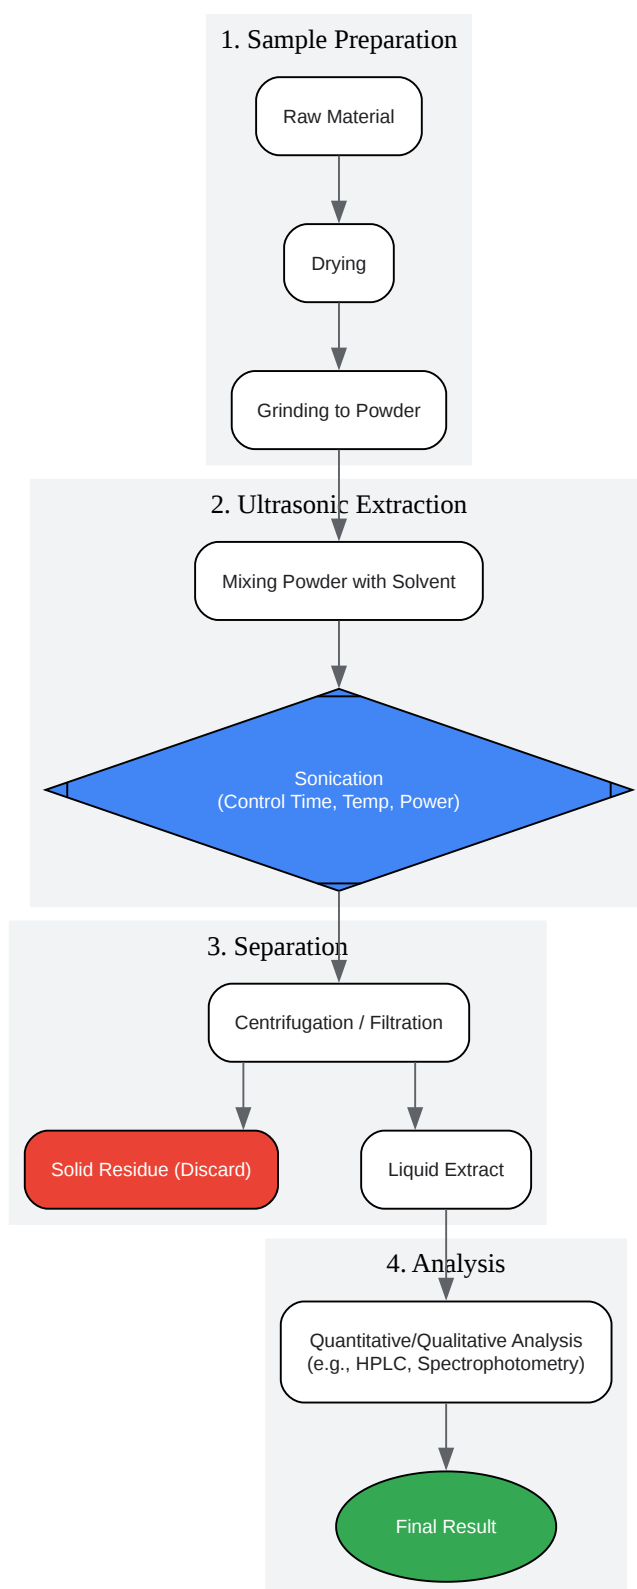 1. Sample Preparation
Raw Material
Drying
Grinding to Powder
2. Ultrasonic Extraction
Mixing Powder with Solvent
Sonication
(Control Time, Temp, Power)
3. Separation
Centrifugation / Filtration
Solid Residue (Discard)
Liquid Extract
4. Analysis
Quantitative/Qualitative Analysis
(e.g., HPLC, Spectrophotometry)
Final Result